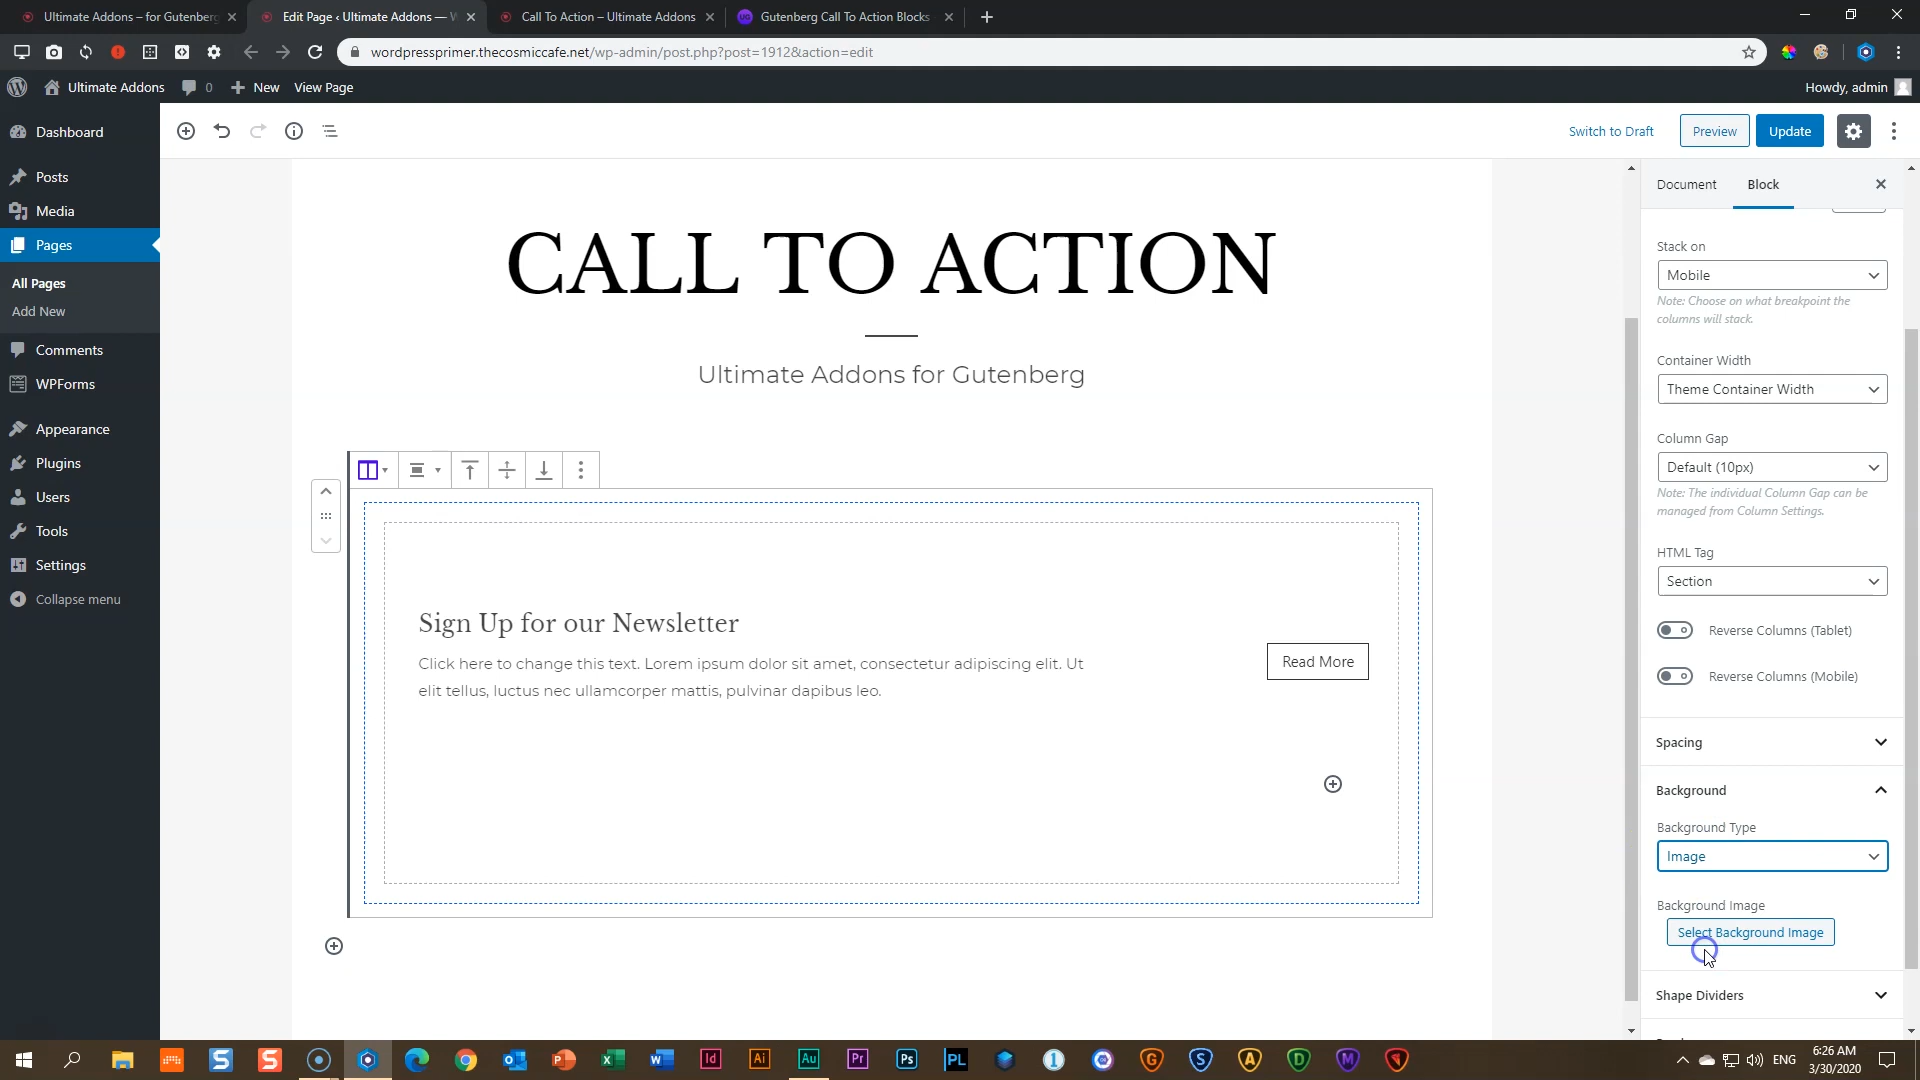 Ultimate Addons – for Gutenberg
Edit Page ‹ Ultimate Addons — W
Call To Action – Ultimate Addons
Gutenberg Call To Action Blocks
wordpressprimer.thecosmiccafe.net/wp-admin/post.php?post=1912&action=edit
Ultimate Addons 0 New View Page Howdy, admin
Dashboard
Posts
Media
Pages
All Pages
Add New
Comments
WPForms
Appearance
Plugins
Users
Tools
Settings
Collapse menu
Switch to Draft Preview Update
CALL TO ACTION
Ultimate Addons for Gutenberg
Sign Up for our Newsletter
Click here to change this text. Lorem ipsum dolor sit amet, consectetur adipiscing elit. Ut
elit tellus, luctus nec ullamcorper mattis, pulvinar dapibus leo.
Read More
Document Block
Stack on
Mobile
Note: Choose on what breakpoint the
columns will stack.
Container Width
Theme Container Width
Column Gap
Default (10px)
Note: The individual Column Gap can be
managed from Column Settings.
HTML Tag
Section
Reverse Columns (Tablet)
Reverse Columns (Mobile)
Spacing
Background
Background Type
Image
Background Image
Select Background Image
Shape Dividers
ENG
6:26 AM
3/30/2020